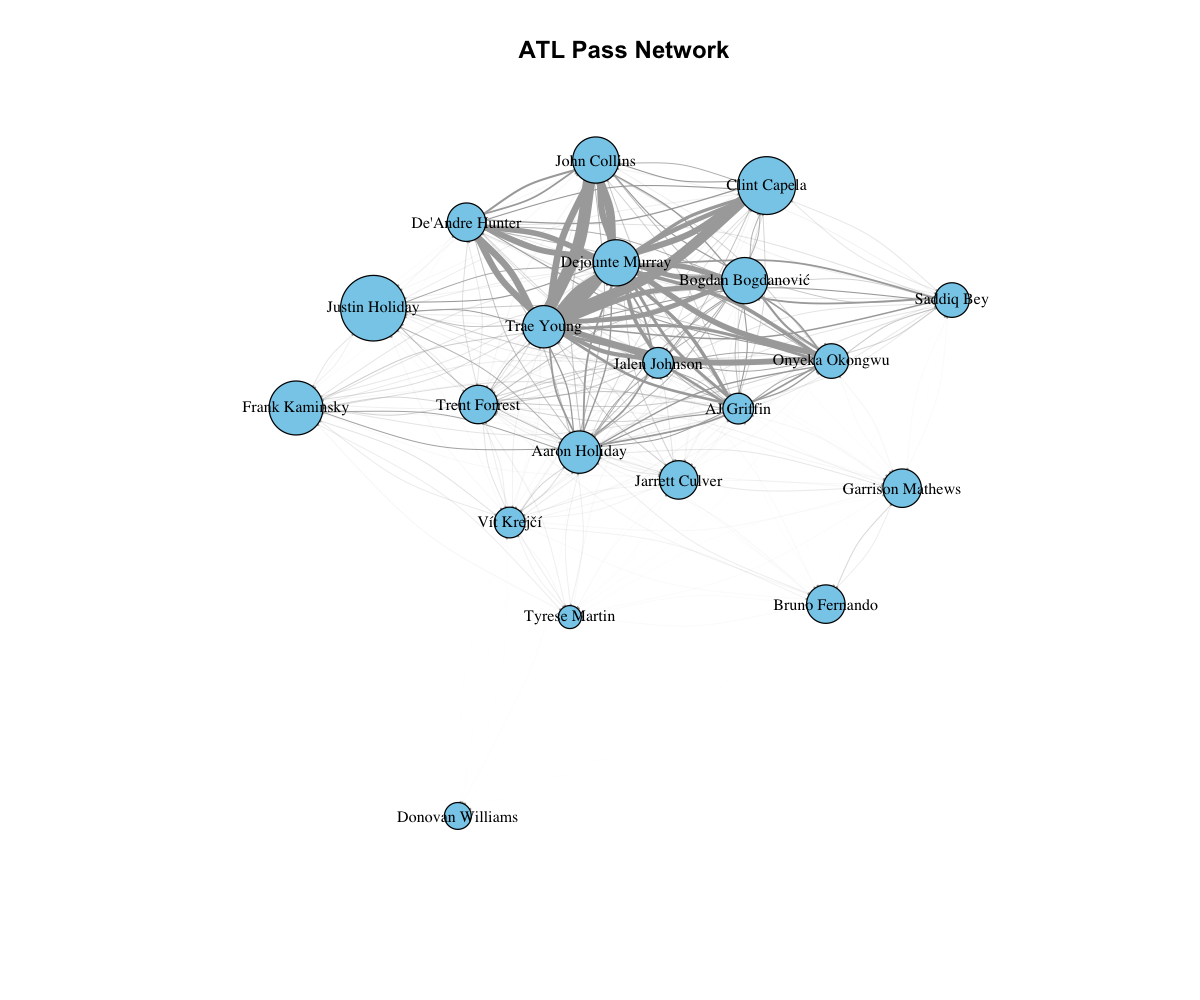 ATL Pass Network
John Collins
Clint Capela
De'Andre Hunter
Dejounte Murray
Bogdan Bogdanović
Saddiq Bey
Justin Holiday
Trae Young
Jalen Johnson
Onyeka Okongwu
Frank Kaminsky
Trent Forrest
AJ Griffin
Aaron Holiday
Jarrett Culver
Garrison Mathews
Vít Krejčí
Bruno Fernando
Tyrese Martin
Donovan Williams